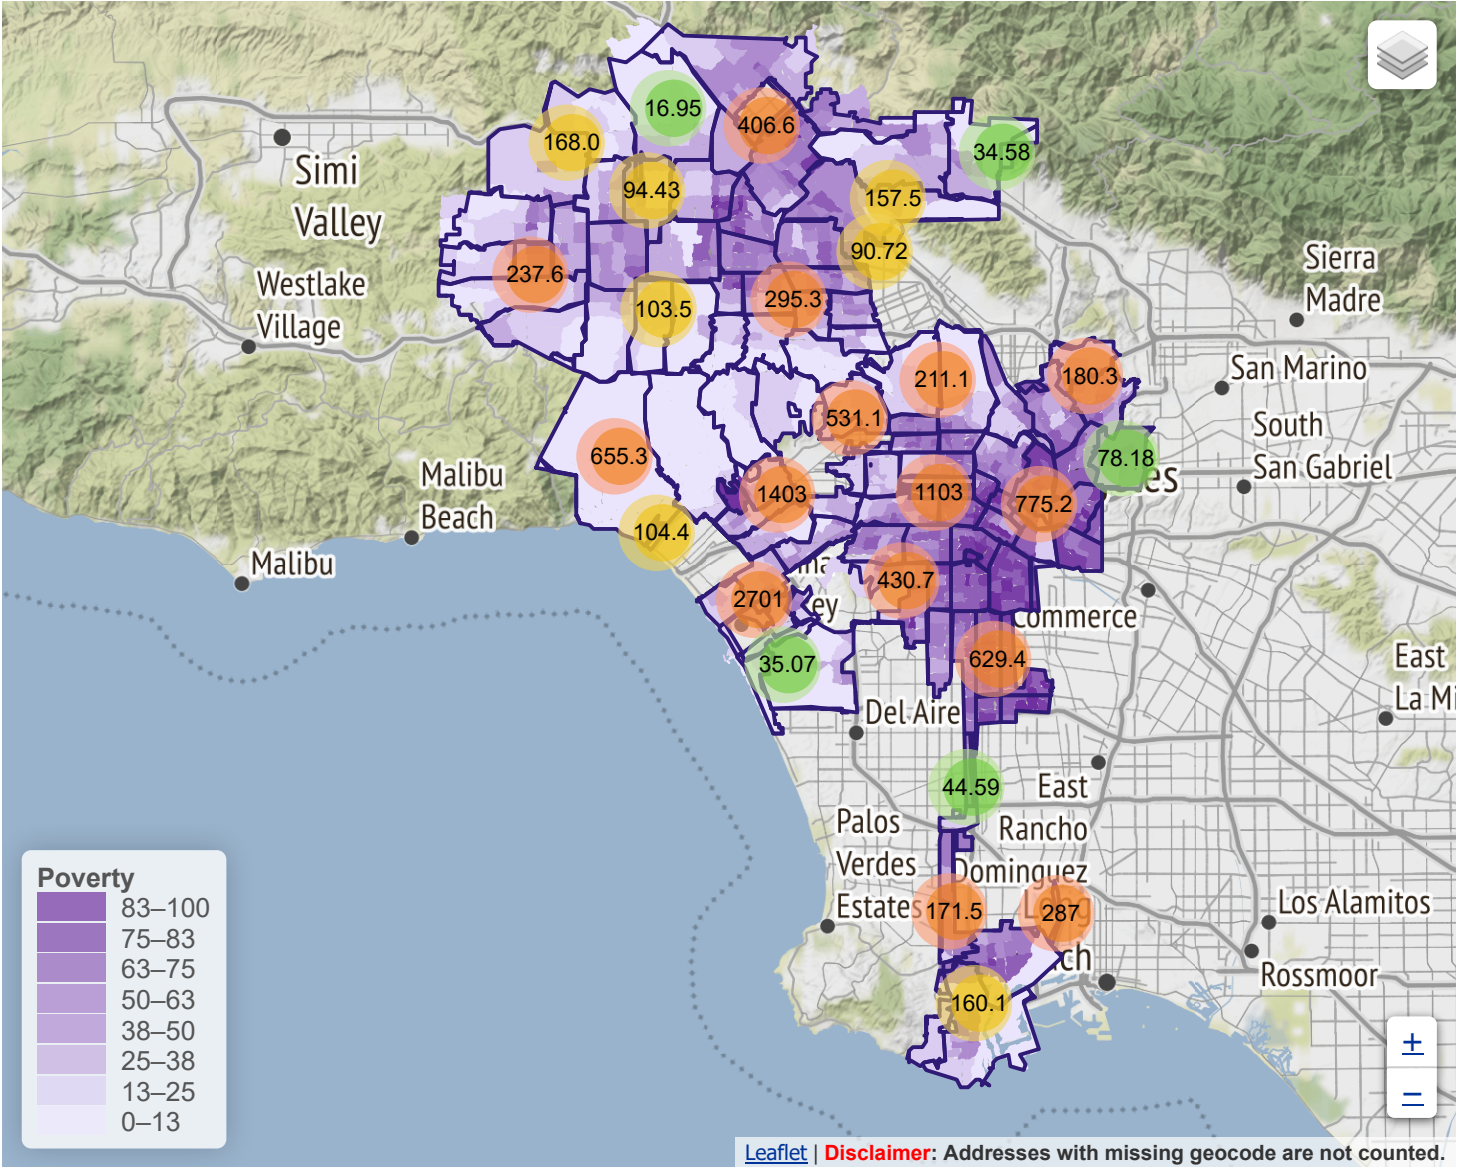 16.95
406.6
168.0
34.58
Simi
Valley
94.43
157.5
90.72
Sierra
Madre
Westlake
Village
237.6
295.3
103.5
San Marino
211.1
180.3
531.1
South
San Gabriel
655.3
78.18
es
Malibu
Beach
1403
1103
775.2
104.4
Malibu
ma
430.7
2701
ey
Commerce
35.07
629.4
East
La Mi
Del Aire
44.59
East
Rancho
Dominguez
Palos
Verdes
Estates
171.5
287
Long
ch
Los Alamitos
Rossmoor
160.1
Poverty
83–100
75–83
63–75
50–63
38–50
25–38
13–25
0–13
+
−
Leaflet | Disclaimer: Addresses with missing geocode are not counted.